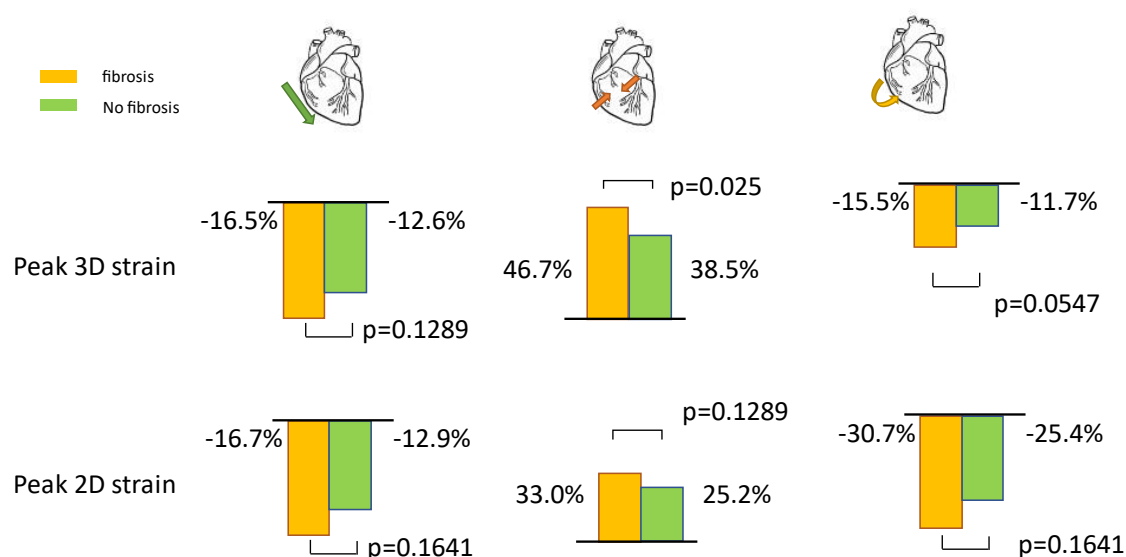 fibrosis
No fibrosis
Peak 3D strain
-16.5%
-12.6%
p=0.1289
46.7%
38.5%
p=0.025
-15.5%
-11.7%
p=0.0547
Peak 2D strain
-16.7%
-12.9%
p=0.1641
33.0%
25.2%
p=0.1289
-30.7%
-25.4%
p=0.1641